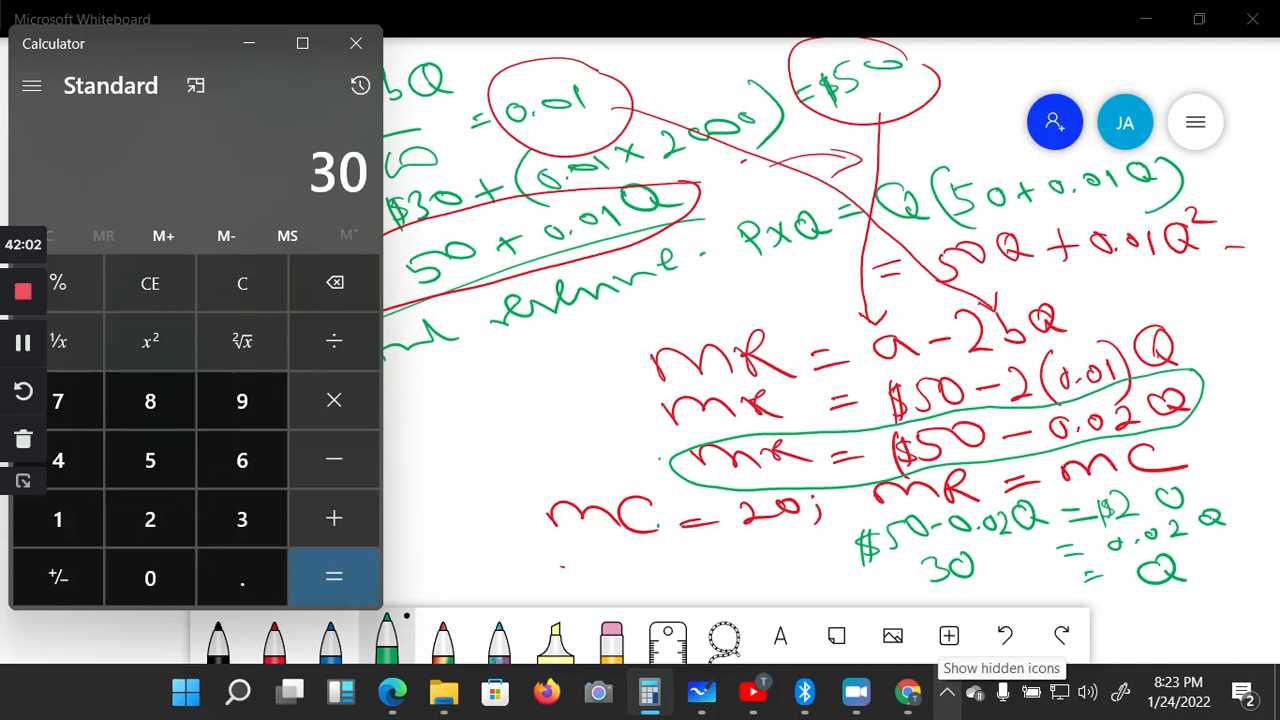 Microsoft Whiteboard
Calculator
Standard
30
MR
M+
M-
MS
%
CE
C
¹/x
x²
²√x
÷
7
8
9
×
4
5
6
−
1
2
3
+
+/−
0
.
=
42:02
JA
bQ
= 0.01
= $50
$30 + (0.01 x 2000)
50 + 0.01Q
revenue.
PxQ = Q(50 + 0.01Q)
= 50Q + 0.01Q² -
MR = a - 2bQ
MR = $50 - 2(0.01)Q
MR = $50 - 0.02Q
MR = MC
MC = 20;
$50 - 0.02Q = $20
30 = 0.02Q
= Q
A
Show hidden icons
T
T
8:23 PM
1/24/2022
2